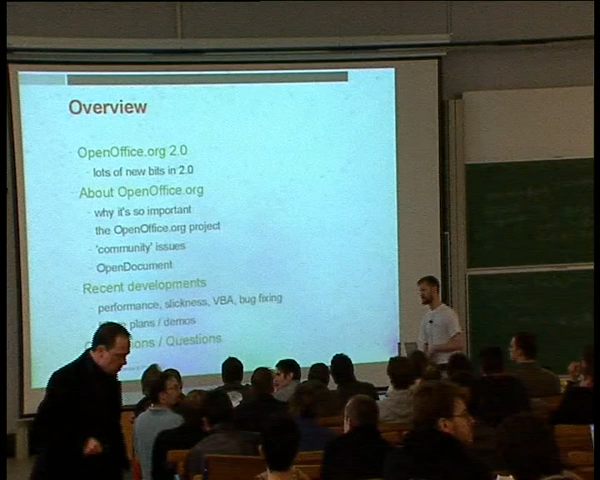 Overview
OpenOffice.org 2.0
- lots of new bits in 2.0
About OpenOffice.org
- why it's so important
- the OpenOffice.org project
- 'community' issues
- OpenDocument
Recent developments
- performance, slickness, VBA, bug fixing
plans / demos
/ Questions